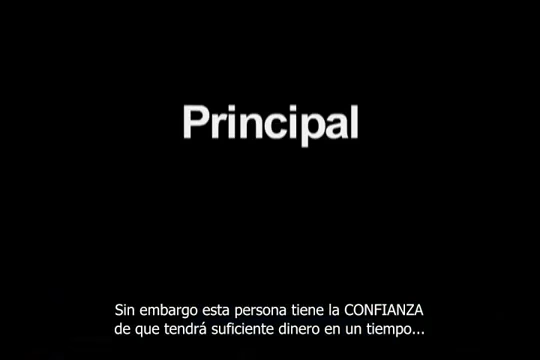 Principal
Sin embargo esta persona tiene la CONFIANZA
de que tendrá suficiente dinero en un tiempo...